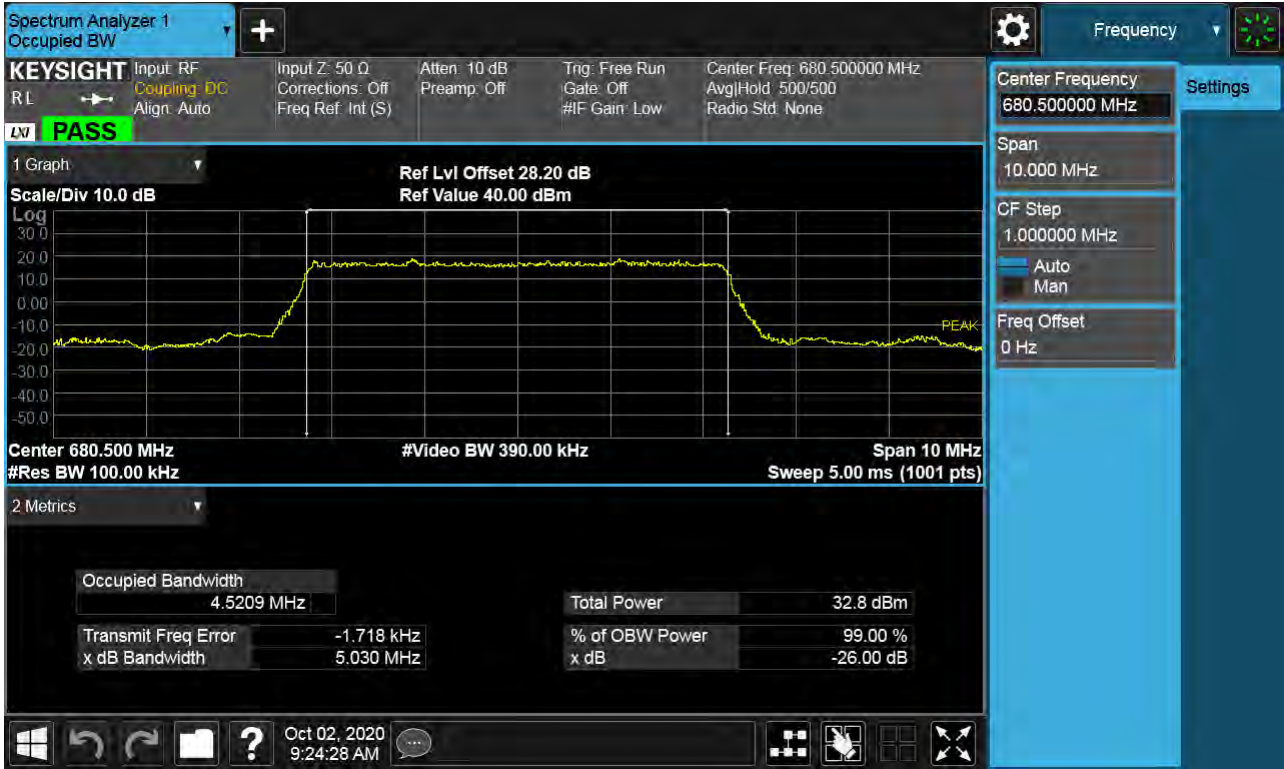 Spectrum Analyzer 1
Occupied BW
Frequency
KEYSIGHT
Input: RF
Coupling: DC
Align: Auto
Input Z: 50 Ω
Corrections: Off
Freq Ref: Int (S)
Atten: 10 dB
Preamp: Off
Trig: Free Run
Gate: Off
#IF Gain: Low
Center Freq: 680.500000 MHz
Avg|Hold: 500/500
Radio Std: None
R L
LXI
PASS
Center Frequency
680.500000 MHz
Settings
Span
10.000 MHz
CF Step
1.000000 MHz
Auto
Man
Freq Offset
0 Hz
1 Graph
Scale/Div 10.0 dB
Ref Lvl Offset 28.20 dB
Ref Value 40.00 dBm
Log
30.0
20.0
10.0
0.00
-10.0
-20.0
-30.0
-40.0
-50.0
PEAK
Center 680.500 MHz
#Video BW 390.00 kHz
Span 10 MHz
#Res BW 100.00 kHz
Sweep 5.00 ms (1001 pts)
2 Metrics
Occupied Bandwidth
4.5209 MHz
Total Power 32.8 dBm
Transmit Freq Error -1.718 kHz
% of OBW Power 99.00 %
x dB Bandwidth 5.030 MHz
x dB -26.00 dB
?
Oct 02, 2020
9:24:28 AM